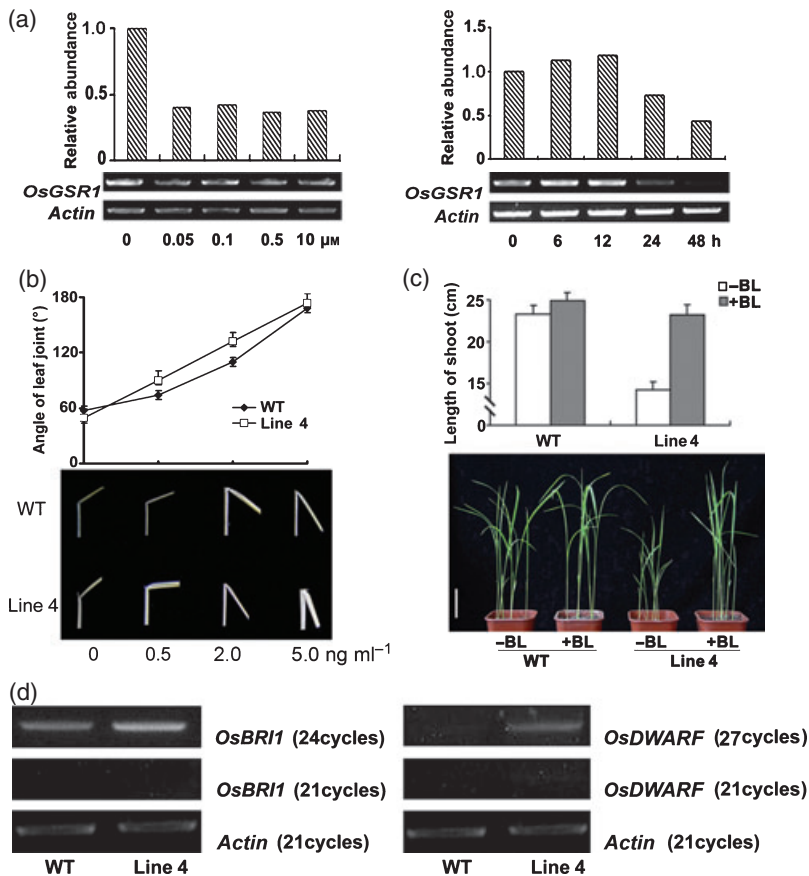 (a)
Relative abundance
1.0
0.5
0
OsGSR1
Actin
0 0.05 0.1 0.5 10 μM
Relative abundance
1.5
1.0
0.5
0
OsGSR1
Actin
0 6 12 24 48 h
(b)
Angle of leaf joint (°)
180
120
60
0
WT
Line 4
WT
Line 4
0 0.5 2.0 5.0 ng ml⁻¹
(c)
Length of shoot (cm)
25
15
0
–BL
+BL
WT Line 4
–BL +BL –BL +BL
WT Line 4
(d)
OsBRI1 (24cycles)
OsBRI1 (21cycles)
Actin (21cycles)
WT Line 4
OsDWARF (27cycles)
OsDWARF (21cycles)
Actin (21cycles)
WT Line 4